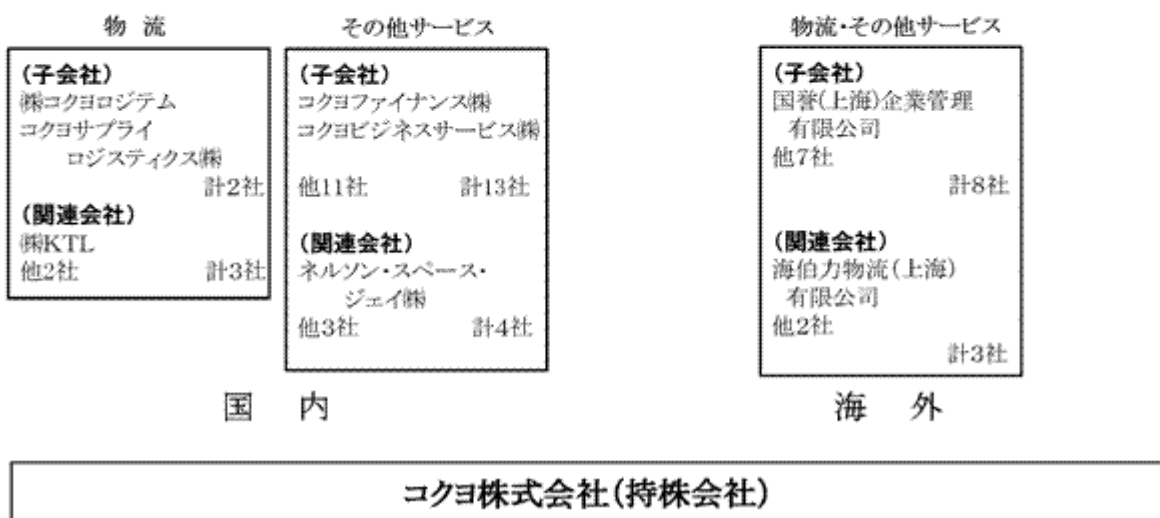 物 流
(子会社)
㈱コクヨロジテム
コクヨサプライ
ロジスティクス㈱
計2社
(関連会社)
㈱KTL
他2社 計3社
その他サービス
(子会社)
コクヨファイナンス㈱
コクヨビジネスサービス㈱
他11社 計13社
(関連会社)
ネルソン・スペース・
ジェイ㈱
他3社 計4社
物流・その他サービス
(子会社)
国誉(上海)企業管理
有限公司
他7社
計8社
(関連会社)
海伯力物流(上海)
有限公司
他2社
計3社
国 内
海 外
コクヨ株式会社(持株会社)